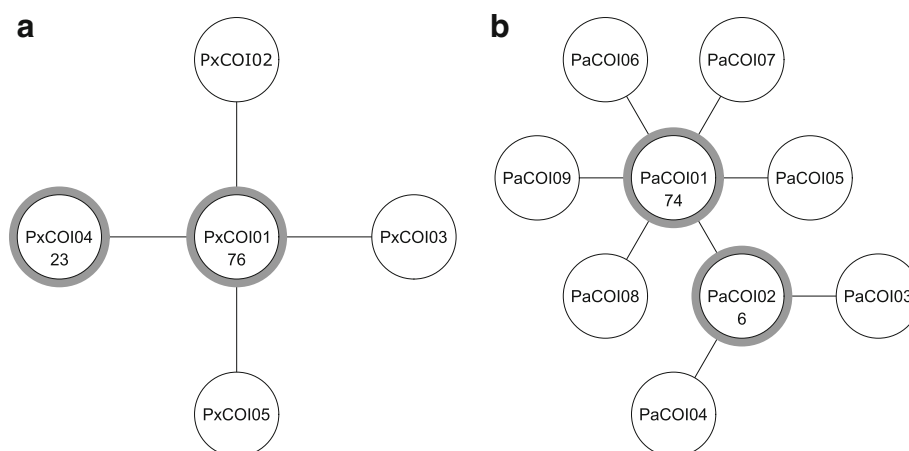 a
PxCOI02
PxCOI04
23
PxCOI01
76
PxCOI03
PxCOI05
b
PaCOI06
PaCOI07
PaCOI09
PaCOI01
74
PaCOI05
PaCOI08
PaCOI02
6
PaCOI03
PaCOI04